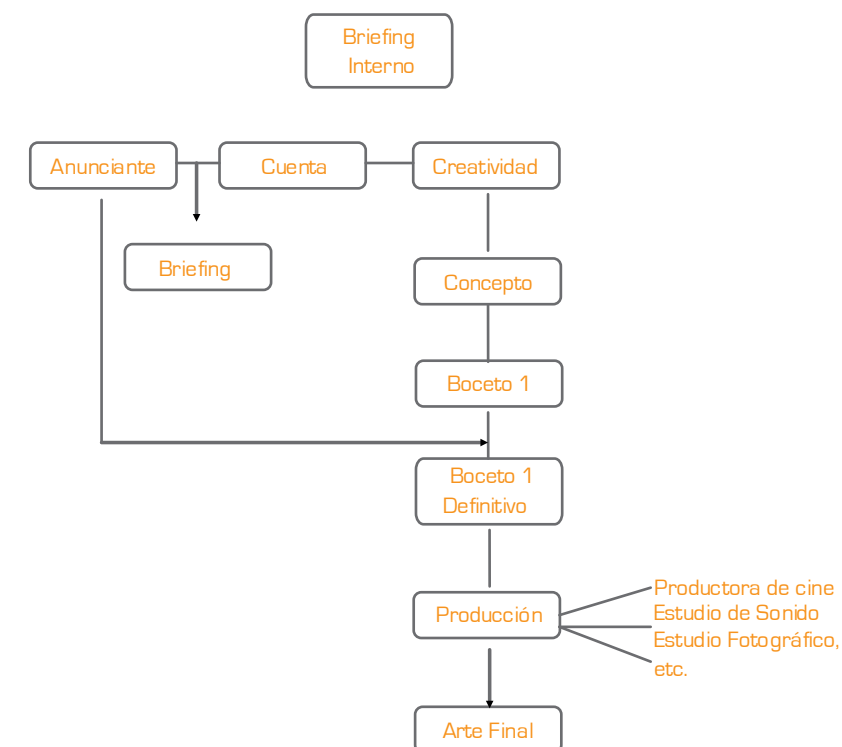 Briefing
Interno
Anunciante
Cuenta
Creatividad
Briefing
Concepto
Boceto 1
Boceto 1
Definitivo
Producción
Productora de cine
Estudio de Sonido
Estudio Fotográfico,
etc.
Arte Final